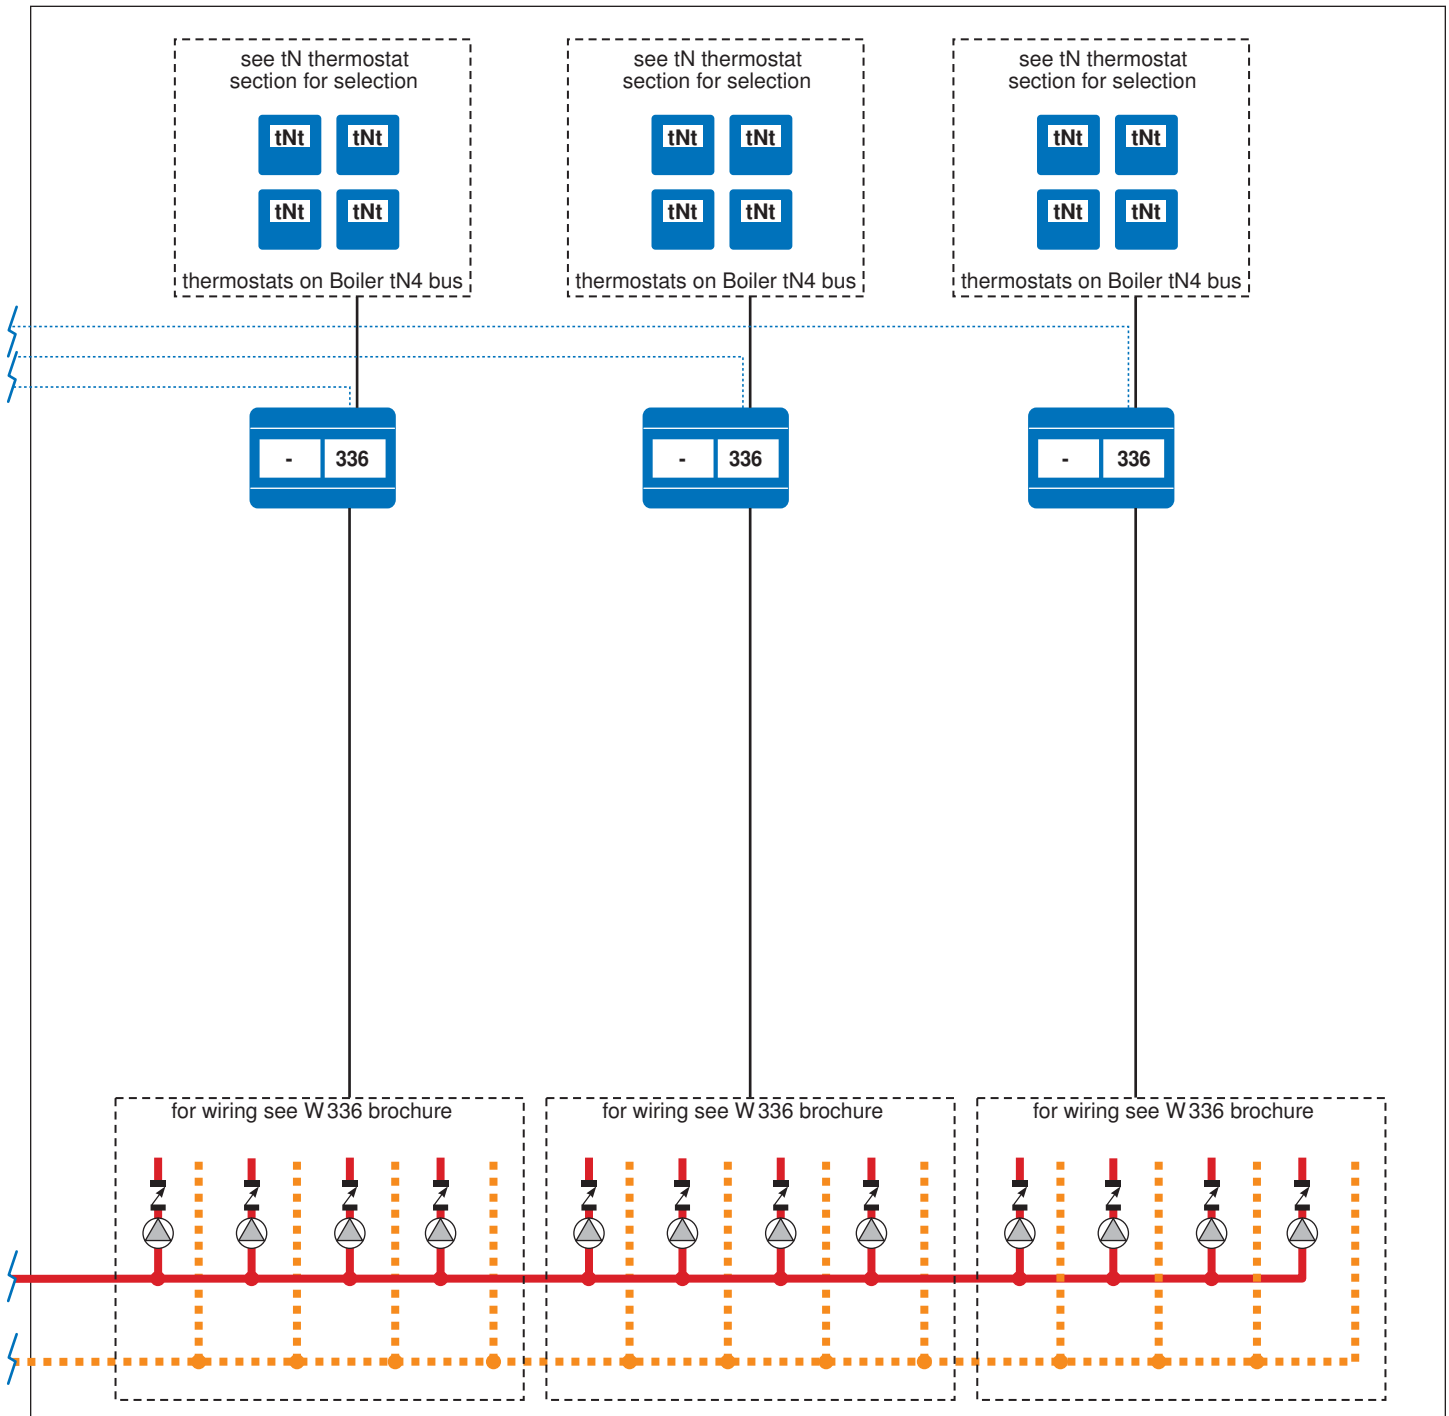 see tN thermostat
section for selection
tNt tNt
tNt tNt
thermostats on Boiler tN4 bus
see tN thermostat
section for selection
tNt tNt
tNt tNt
thermostats on Boiler tN4 bus
see tN thermostat
section for selection
tNt tNt
tNt tNt
thermostats on Boiler tN4 bus
- 336
- 336
- 336
for wiring see W 336 brochure
for wiring see W 336 brochure
for wiring see W 336 brochure